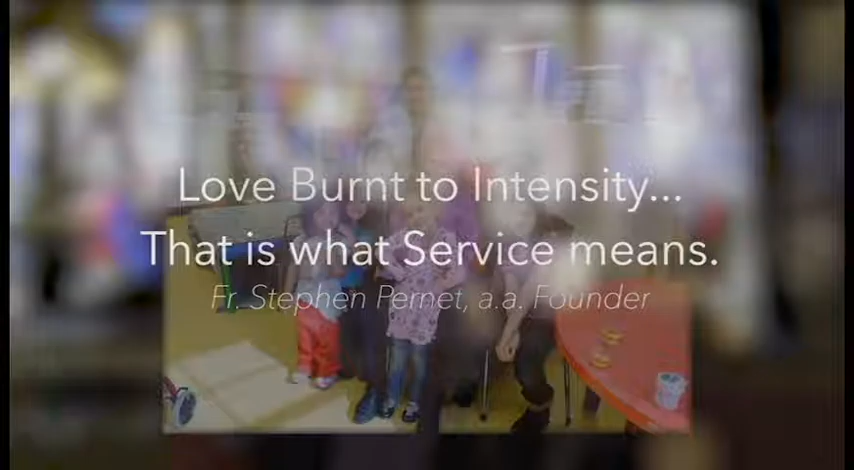 Love Burnt to Intensity...
That is what Service means.
Fr. Stephen Pernet, a.a. Founder